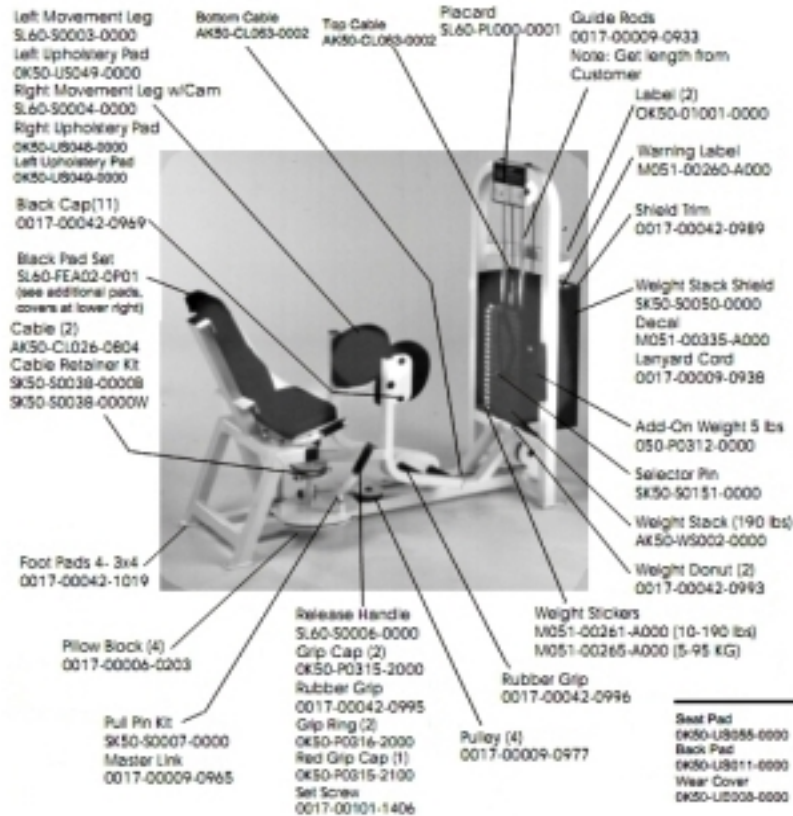 Left Movement Leg
SL60-S0003-0000
Left Upholstery Pad
0K50-US049-0000
Right Movement Leg w/Cam
SL60-S0004-0000
Right Upholstery Pad
0K50-US048-0000
Left Upholstery Pad
0K50-US049-0000
Black Cap(11)
0017-00042-0969
Black Pad Set
SL60-FEA02-0P01
(see additional pads,
covers at lower right)
Cable (2)
AK50-CL026-0804
Cable Retainer Kit
SK50-S0038-0000B
SK50-S0038-0000W
Foot Pads 4- 3x4
0017-00042-1019
Pillow Block (4)
0017-00006-0203
Pull Pin Kit
SK50-S0007-0000
Master Link
0017-00009-0965
Bottom Cable
AK50-CL083-0002
Top Cable
AK50-CL083-0002
Placard
SL60-PL000-0001
Guide Rods
0017-00009-0933
Note: Get length from
Customer
Label (2)
OK50-01001-0000
Warning Label
M051-00260-A000
Shield Trim
0017-00042-0989
Weight Stack Shield
SK50-S0050-0000
Decal
M051-00335-A000
Lanyard Cord
0017-00009-0938
Add-On Weight 5 lbs
050-P0312-0000
Selector Pin
SK50-S0151-0000
Weight Stack (190 lbs)
AK50-WS002-0000
Weight Donut (2)
0017-00042-0993
Weight Stickers
M051-00261-A000 (10-190 lbs)
M051-00265-A000 (5-95 KG)
Rubber Grip
0017-00042-0996
Release Handle
SL60-S0006-0000
Grip Cap (2)
0K50-P0315-2000
Rubber Grip
0017-00042-0995
Grip Ring (2)
0K50-P0316-2000
Red Grip Cap (1)
0K50-P0315-2100
Set Screw
0017-00101-1406
Pulley (4)
0017-00009-0977
Seat Pad
0K50-US055-0000
Back Pad
0K50-US011-0000
Wear Cover